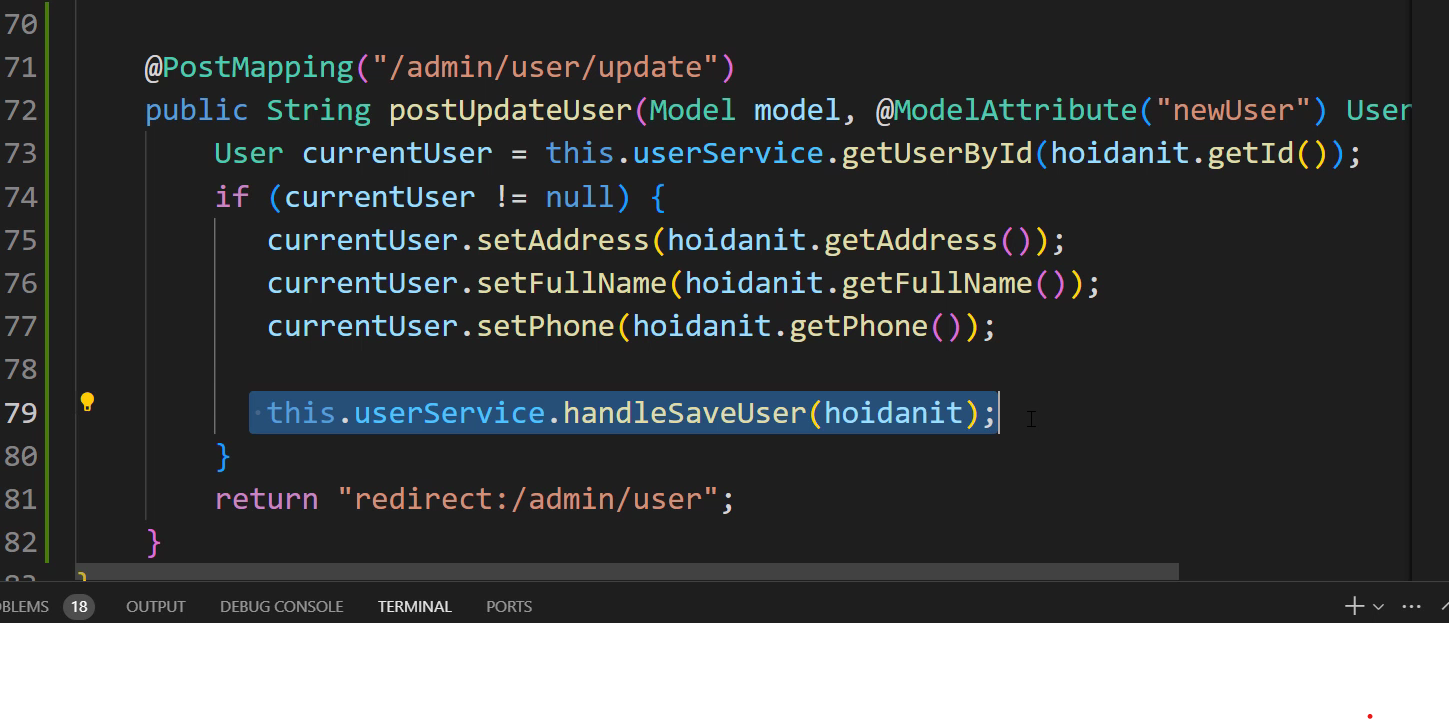 70
71 @PostMapping("/admin/user/update")
72 public String postUpdateUser(Model model, @ModelAttribute("newUser") User
73 User currentUser = this.userService.getUserById(hoidanit.getId());
74 if (currentUser != null) {
75 currentUser.setAddress(hoidanit.getAddress());
76 currentUser.setFullName(hoidanit.getFullName());
77 currentUser.setPhone(hoidanit.getPhone());
78
79 this.userService.handleSaveUser(hoidanit);
80 }
81 return "redirect:/admin/user";
82 }
}
BLEMS 18 OUTPUT DEBUG CONSOLE TERMINAL PORTS